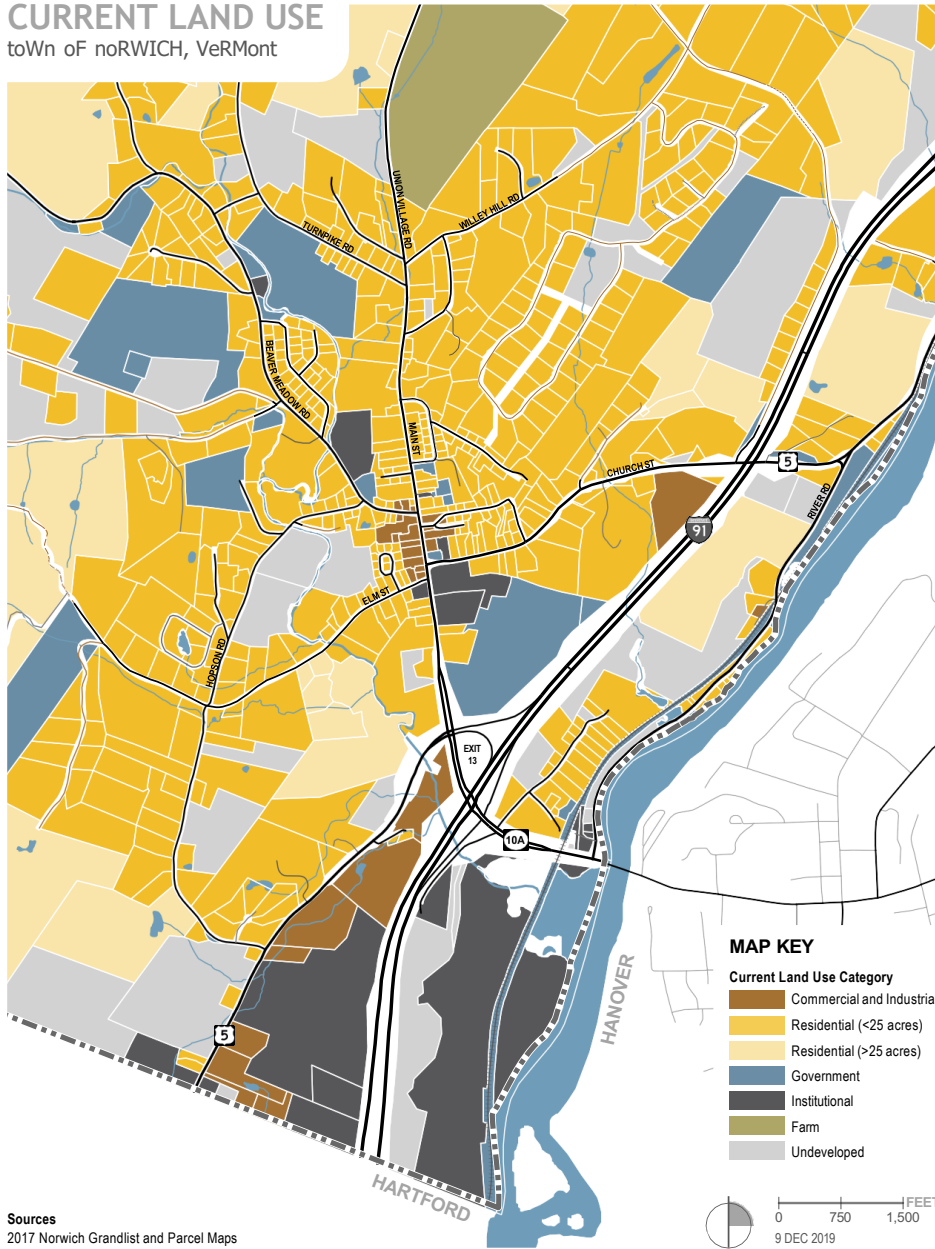 CURRENT LAND USE
toWn oF noRWICH, VeRMont
UNION VILLAGE RD
WILLEY HILL RD
TURNPIKE RD
BEAVER MEADOW RD
MAIN ST
CHURCH ST
5
RIVER RD
91
ELM ST
HOPSON RD
EXIT
13
10A
5
HANOVER
HARTFORD
MAP KEY
Current Land Use Category
Commercial and Industria
Residential (<25 acres)
Residential (>25 acres)
Government
Institutional
Farm
Undeveloped
FEET
0 750 1,500
9 DEC 2019
Sources
2017 Norwich Grandlist and Parcel Maps